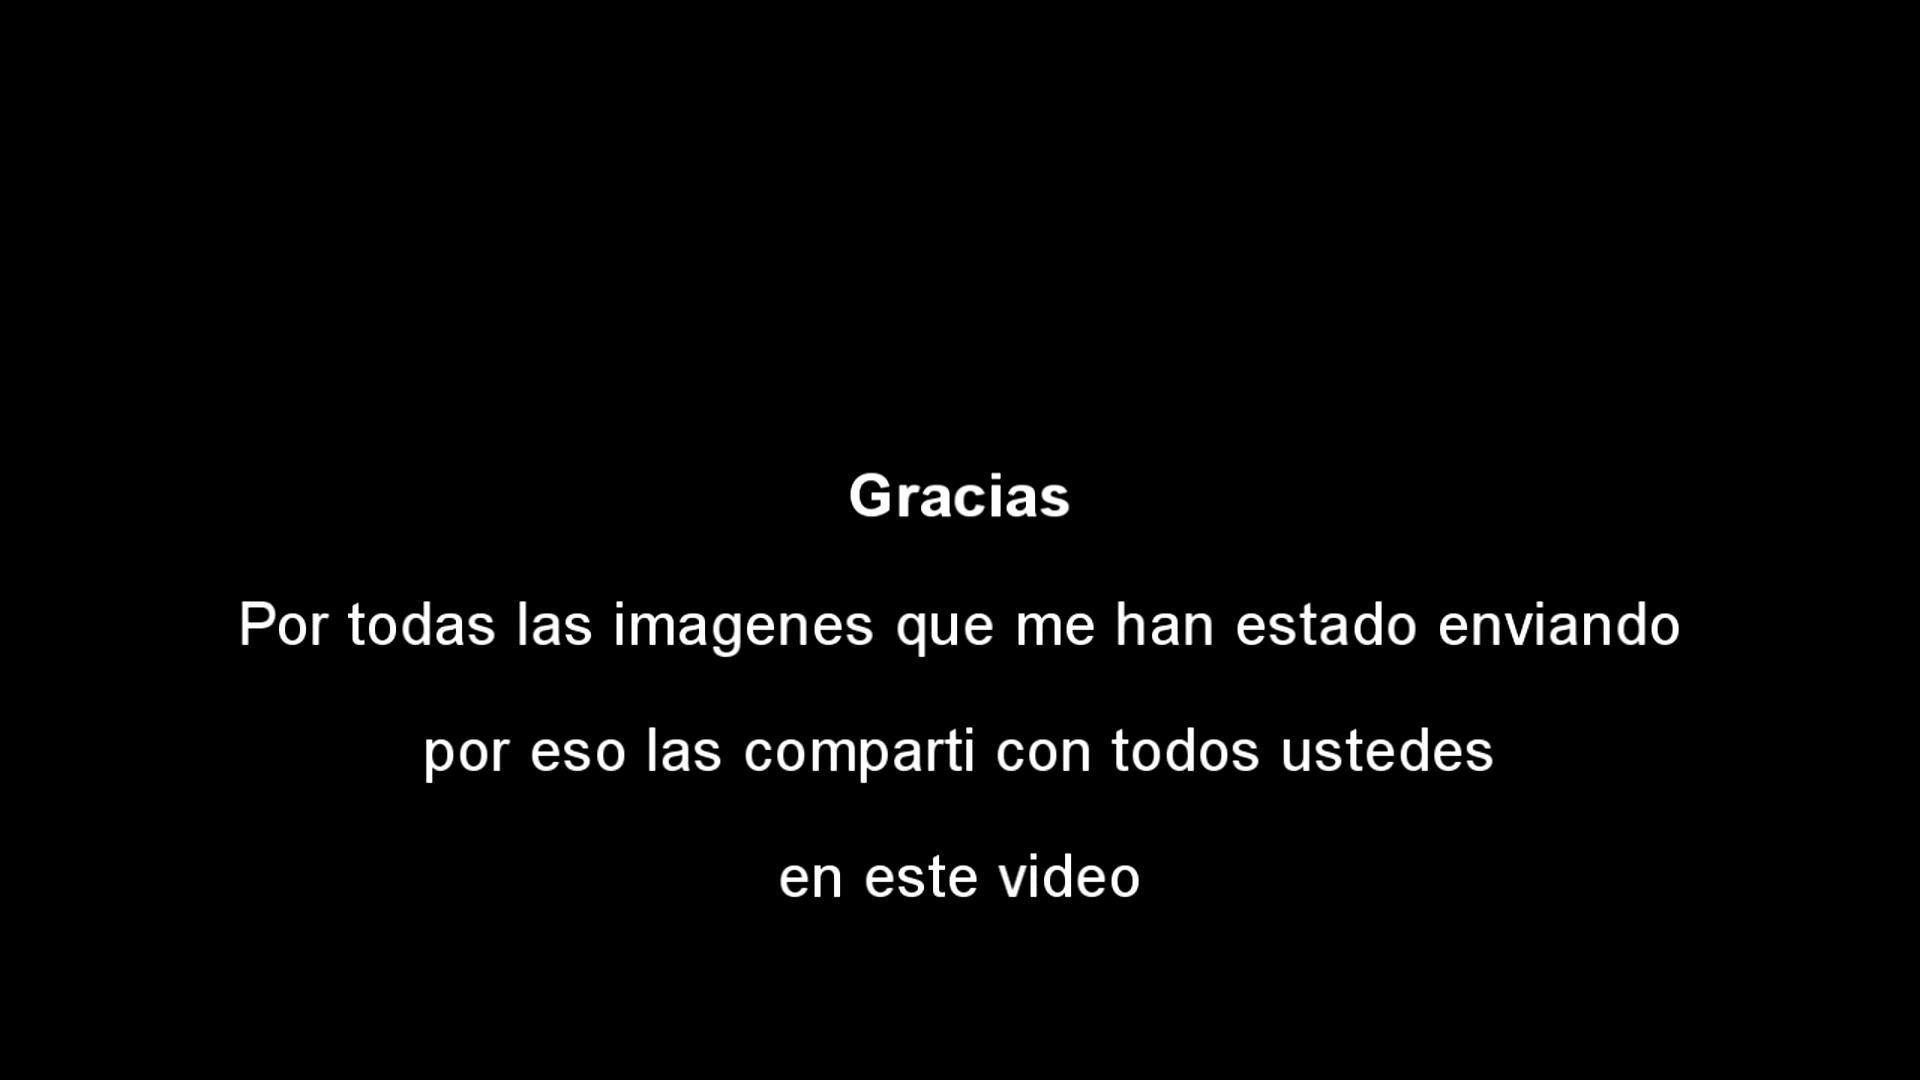 Gracias
Por todas las imagenes que me han estado enviando
por eso las comparti con todos ustedes
en este video